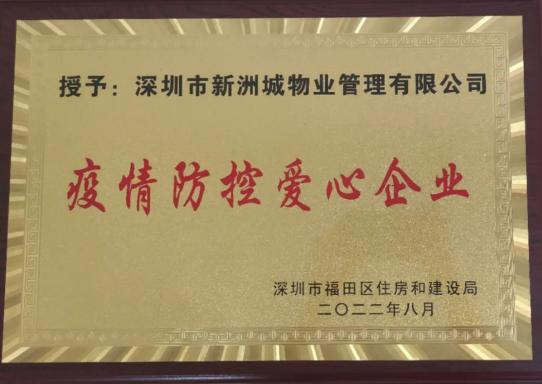 授予：深圳市新洲城物业管理有限公司
疫情防控爱心企业
深圳市福田区住房和建设局
二〇二二年八月